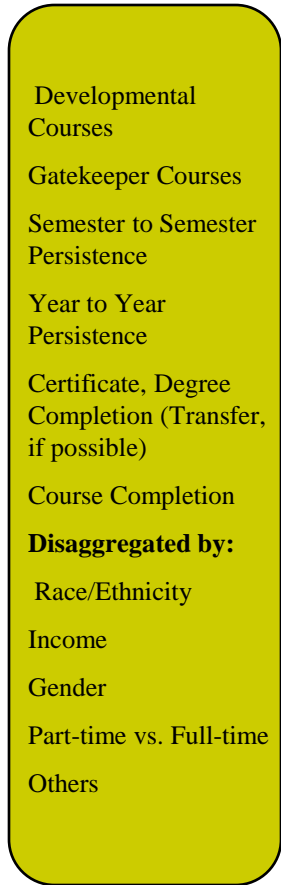 Developmental
Courses
Gatekeeper Courses
Semester to Semester
Persistence
Year to Year
Persistence
Certificate, Degree
Completion (Transfer,
if possible)
Course Completion
Disaggregated by:
Race/Ethnicity
Income
Gender
Part-time vs. Full-time
Others